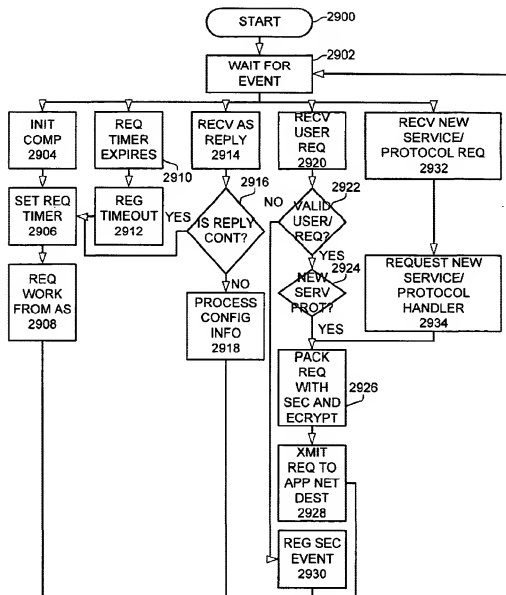 START
2900
2902
WAIT FOR
EVENT
INIT
COMP
2904
REQ
TIMER
EXPIRES
2910
RECV AS
REPLY
2914
RECV
USER
REQ
2920
RECV NEW
SERVICE/
PROTOCOL REQ
2932
SET REQ
TIMER
2906
REG
TIMEOUT
2912
YES
2916
IS REPLY
CONT?
NO
2922
VALID
USER/
REQ?
YES
2924
NEW
SERV
PROT?
YES
REQUEST NEW
SERVICE/
PROTOCOL
HANDLER
2934
REQ
WORK
FROM AS
2908
NO
PROCESS
CONFIG
INFO
2918
PACK
REQ
WITH
SEC AND
ECRYPT
2926
XMIT
REQ TO
APP NET
DEST
2928
REG SEC
EVENT
2930